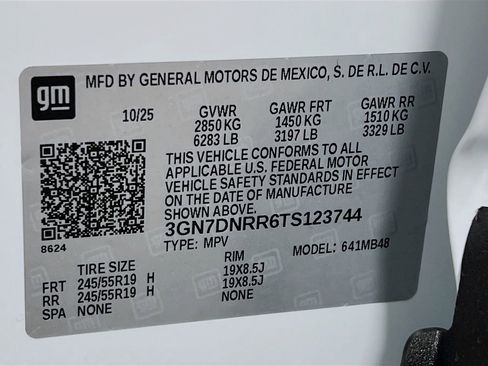 gm MFD BY GENERAL MOTORS DE MEXICO, S. DE R.L. DE C.V.
10/25 GVWR GAWR FRT GAWR RR
2850 KG 1450 KG 1510 KG
6283 LB 3197 LB 3329 LB
THIS VEHICLE CONFORMS TO ALL
APPLICABLE U.S. FEDERAL MOTOR
VEHICLE SAFETY STANDARDS IN EFFECT
ON THE DATE OF MANUFACTURE
SHOWN ABOVE.
8624 3GN7DNRR6TS123744
TYPE: MPV MODEL: 641MB48
TIRE SIZE RIM
FRT 245/55R19 H 19X8.5J
RR 245/55R19 H 19X8.5J
SPA NONE NONE